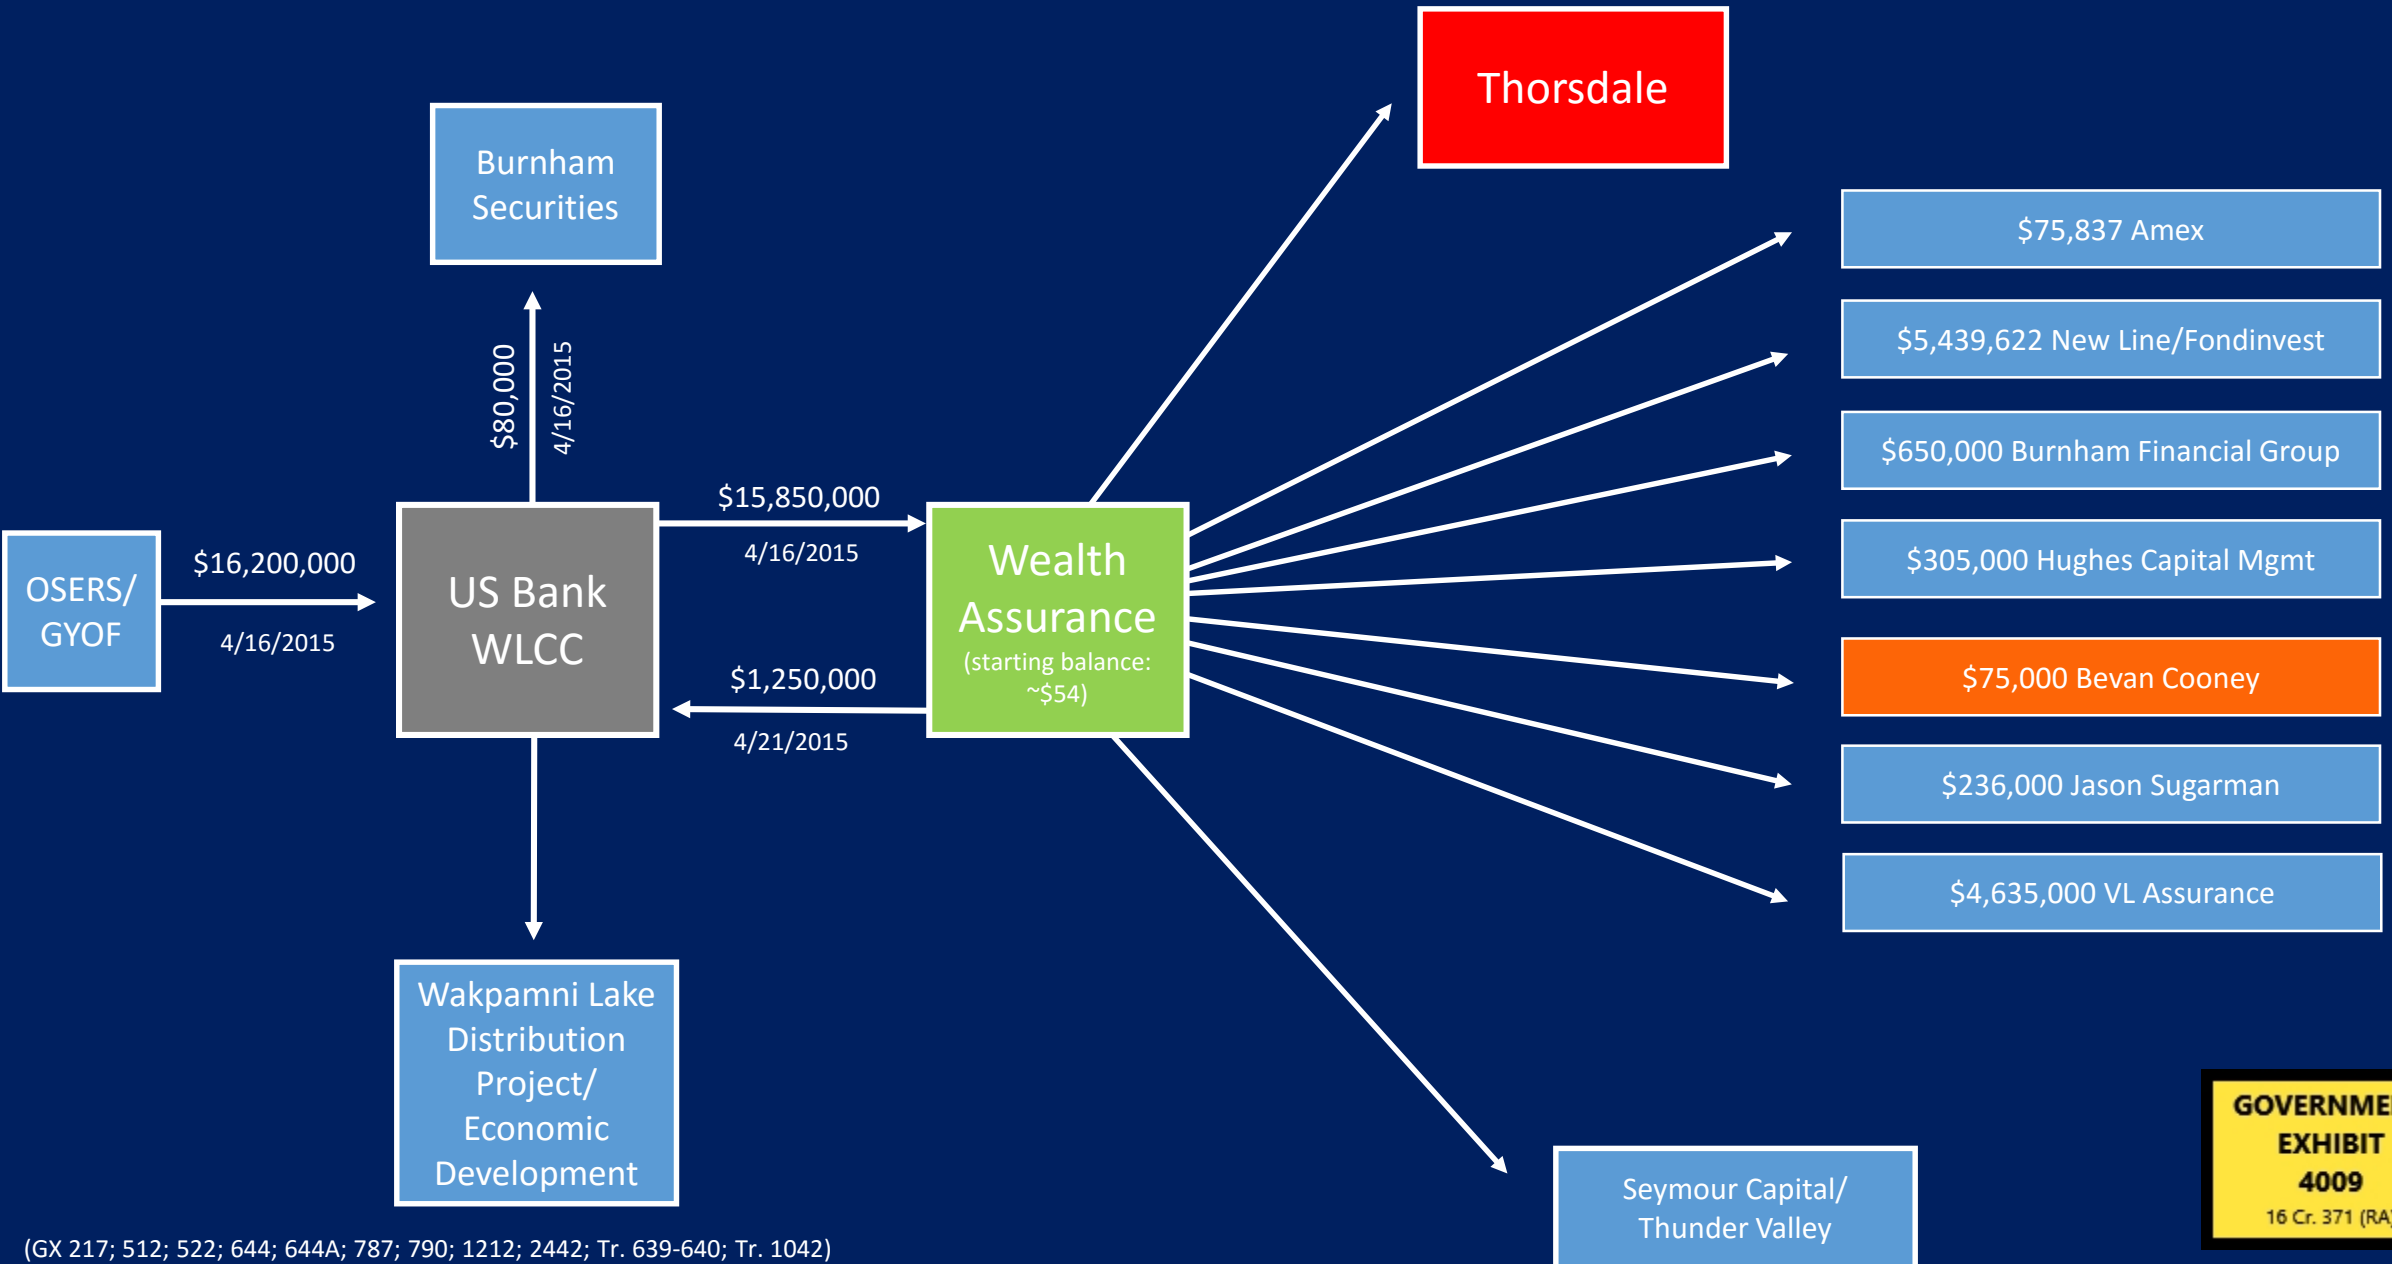 Thorsdale
Burnham
Securities
$80,000
4/16/2015
OSERS/
GYOF
$16,200,000
4/16/2015
US Bank
WLCC
$15,850,000
4/16/2015
$1,250,000
4/21/2015
Wealth
Assurance
(starting balance:
~$54)
$75,837 Amex
$5,439,622 New Line/Fondinvest
$650,000 Burnham Financial Group
$305,000 Hughes Capital Mgmt
$75,000 Bevan Cooney
$236,000 Jason Sugarman
$4,635,000 VL Assurance
Wakpamni Lake
Distribution
Project/
Economic
Development
Seymour Capital/
Thunder Valley
EXHIBIT
4009
16 Cr. 371 (RA)
(GX 217; 512; 522; 644; 644A; 787; 790; 1212; 2442; Tr. 639-640; Tr. 1042)